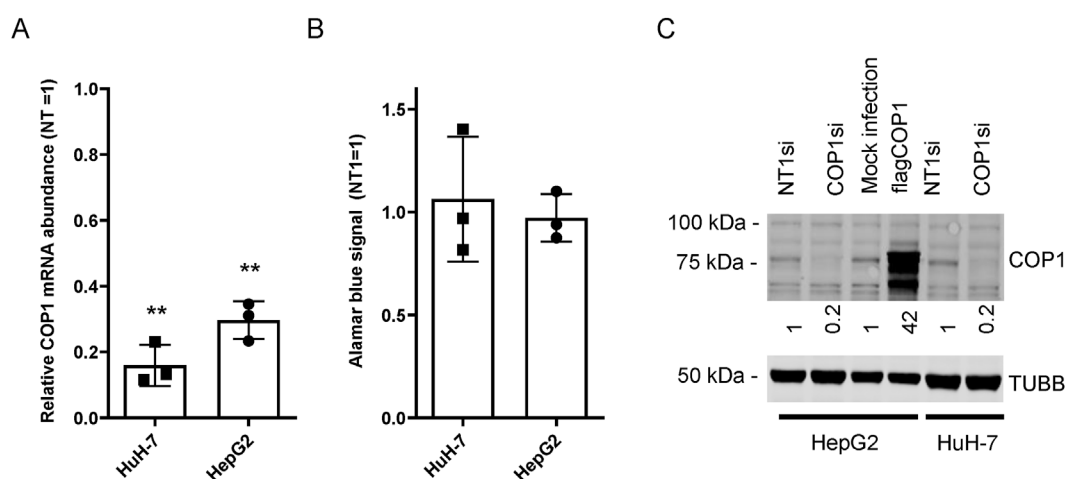 A
Relative COP1 mRNA abundance (NT =1)
1.0
0.8
0.6
0.4
0.2
0.0
**
**
HuH-7
HepG2
B
Alamar blue signal (NT1=1)
1.5
1.0
0.5
0.0
HuH-7
HepG2
C
NT1si
COP1si
Mock infection
flagCOP1
NT1si
COP1si
100 kDa -
75 kDa -
COP1
1
0.2
1
42
1
0.2
50 kDa -
TUBB
HepG2
HuH-7